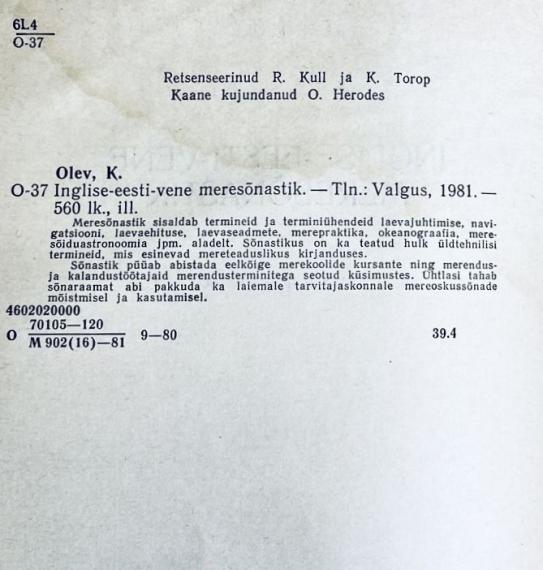 6L4
O-37
Retsenseerinud R. Kull ja K. Torop
Kaane kujundanud O. Herodes
Olev, K.
O-37 Inglise-eesti-vene meresõnastik. — Tln.: Valgus, 1981. —
560 lk., ill.
Meresõnastik sisaldab termineid ja terminiühendeid laevajuhtimise, navi-
gatsiooni, laevaehituse, laevaseadmete, merepraktika, okeanograafia, mere-
sõiduastronoomia jpm. aladelt. Sõnastikus on ka teatud hulk üldtehnilisi
termineid, mis esinevad mereteaduslikus kirjanduses.
Sõnastik püüab abistada eelkõige merekoolide kursante ning merendus-
ja kalandustöötajaid merendusterminitega seotud küsimustes. Ühtlasi tahab
sõnaraamat abi pakkuda ka laiemale tarvitajaskonnale mereoskussõnade
mõistmisel ja kasutamisel.
4602020000
70105—120
O M 902(16)—81 9—80 39.4